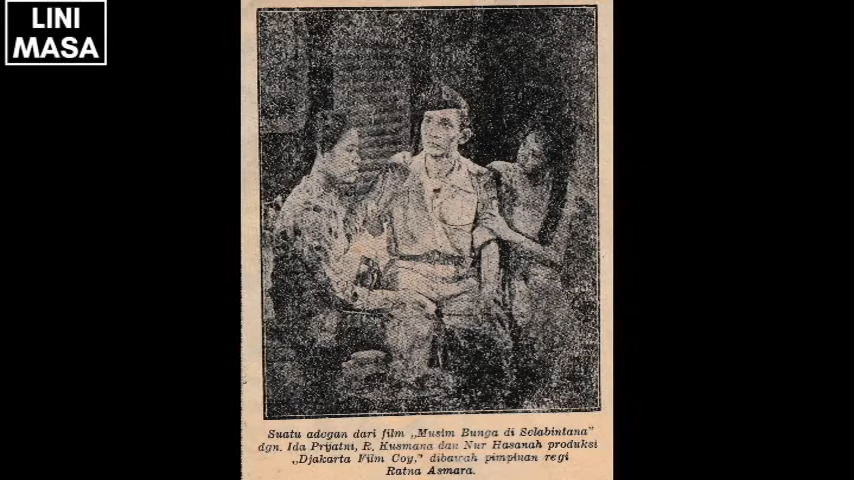 LINI
MASA
Suatu adegan dari film „Musim Bunga di Selabintana”
dgn. Ida Prijatni, R. Kusmana dan Nur Hasanah produksi
„Djakarta Film Coy,” dibawah pimpinan regi
Ratna Asmara.